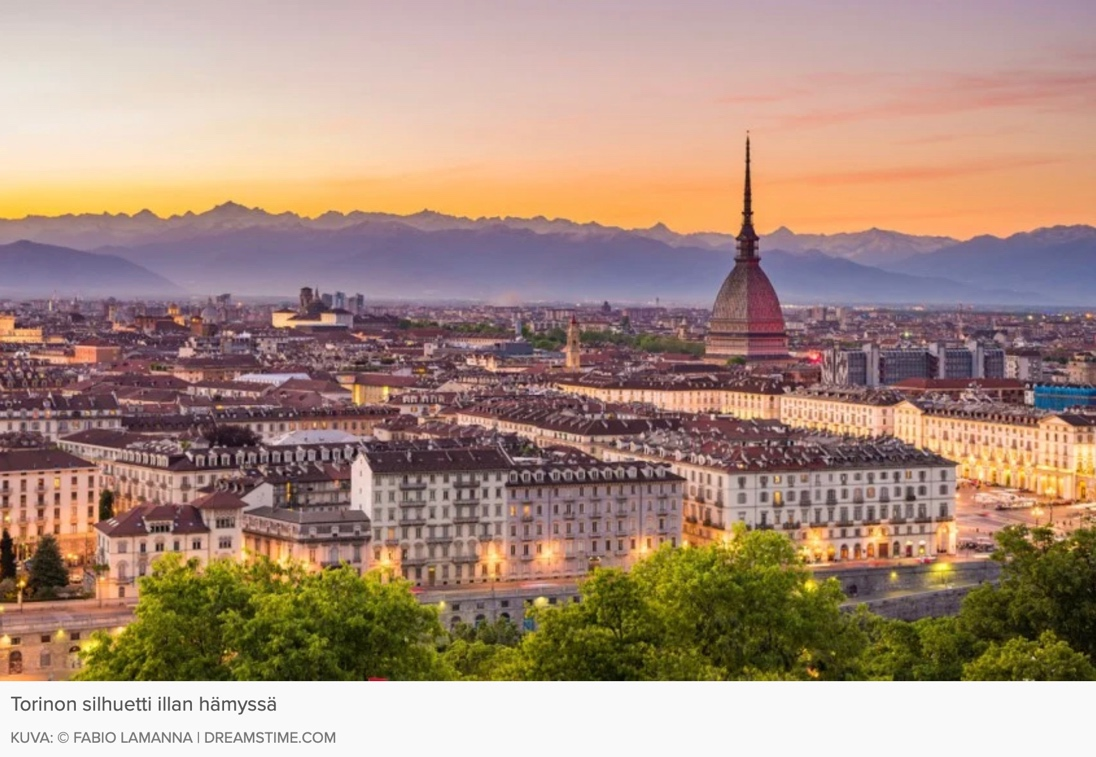 Torinon silhuetti illan hämyssä
KUVA: © FABIO LAMANNA | DREAMSTIME.COM